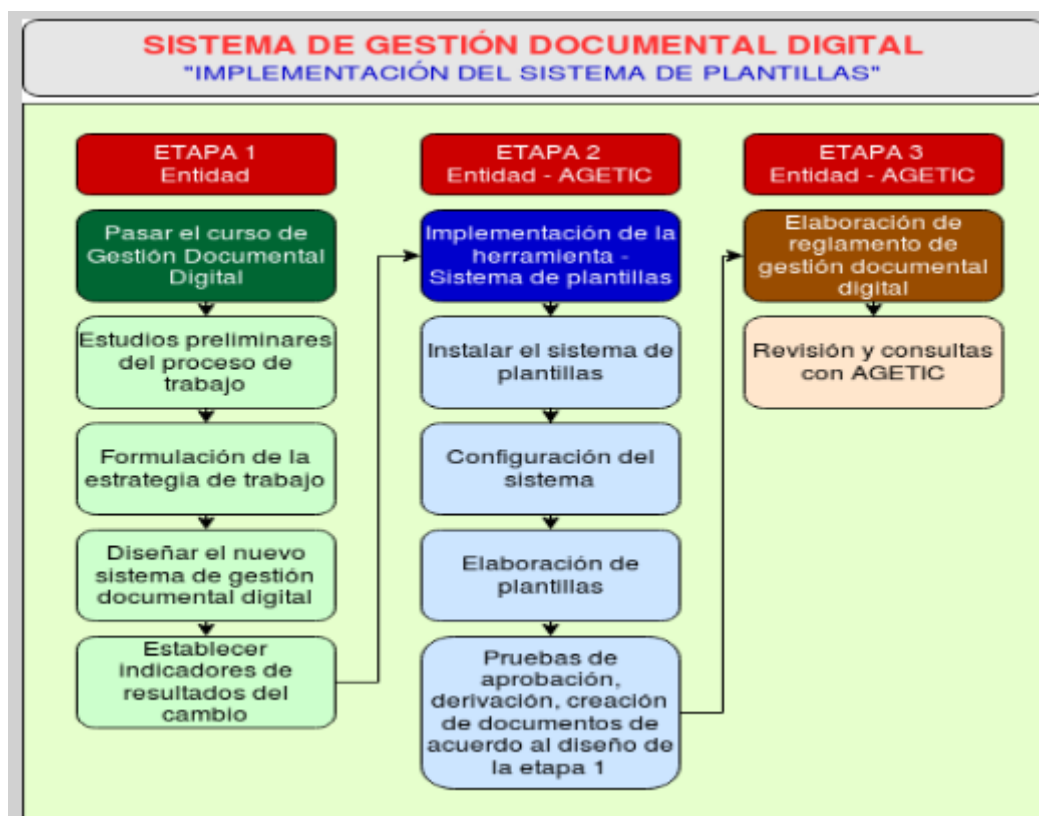 SISTEMA DE GESTIÓN DOCUMENTAL DIGITAL
"IMPLEMENTACIÓN DEL SISTEMA DE PLANTILLAS"
ETAPA 1
Entidad
Pasar el curso de
Gestión Documental
Digital
Estudios preliminares
del proceso de
trabajo
Formulación de la
estrategia de trabajo
Diseñar el nuevo
sistema de gestión
documental digital
Establecer
indicadores de
resultados del
cambio
ETAPA 2
Entidad - AGETIC
Implementación de la
herramienta -
Sistema de plantillas
Instalar el sistema de
plantillas
Configuración del
sistema
Elaboración de
plantillas
Pruebas de
aprobación,
derivación, creación
de documentos de
acuerdo al diseño de
la etapa 1
ETAPA 3
Entidad - AGETIC
Elaboración de
reglamento de
gestión documental
digital
Revisión y consultas
con AGETIC